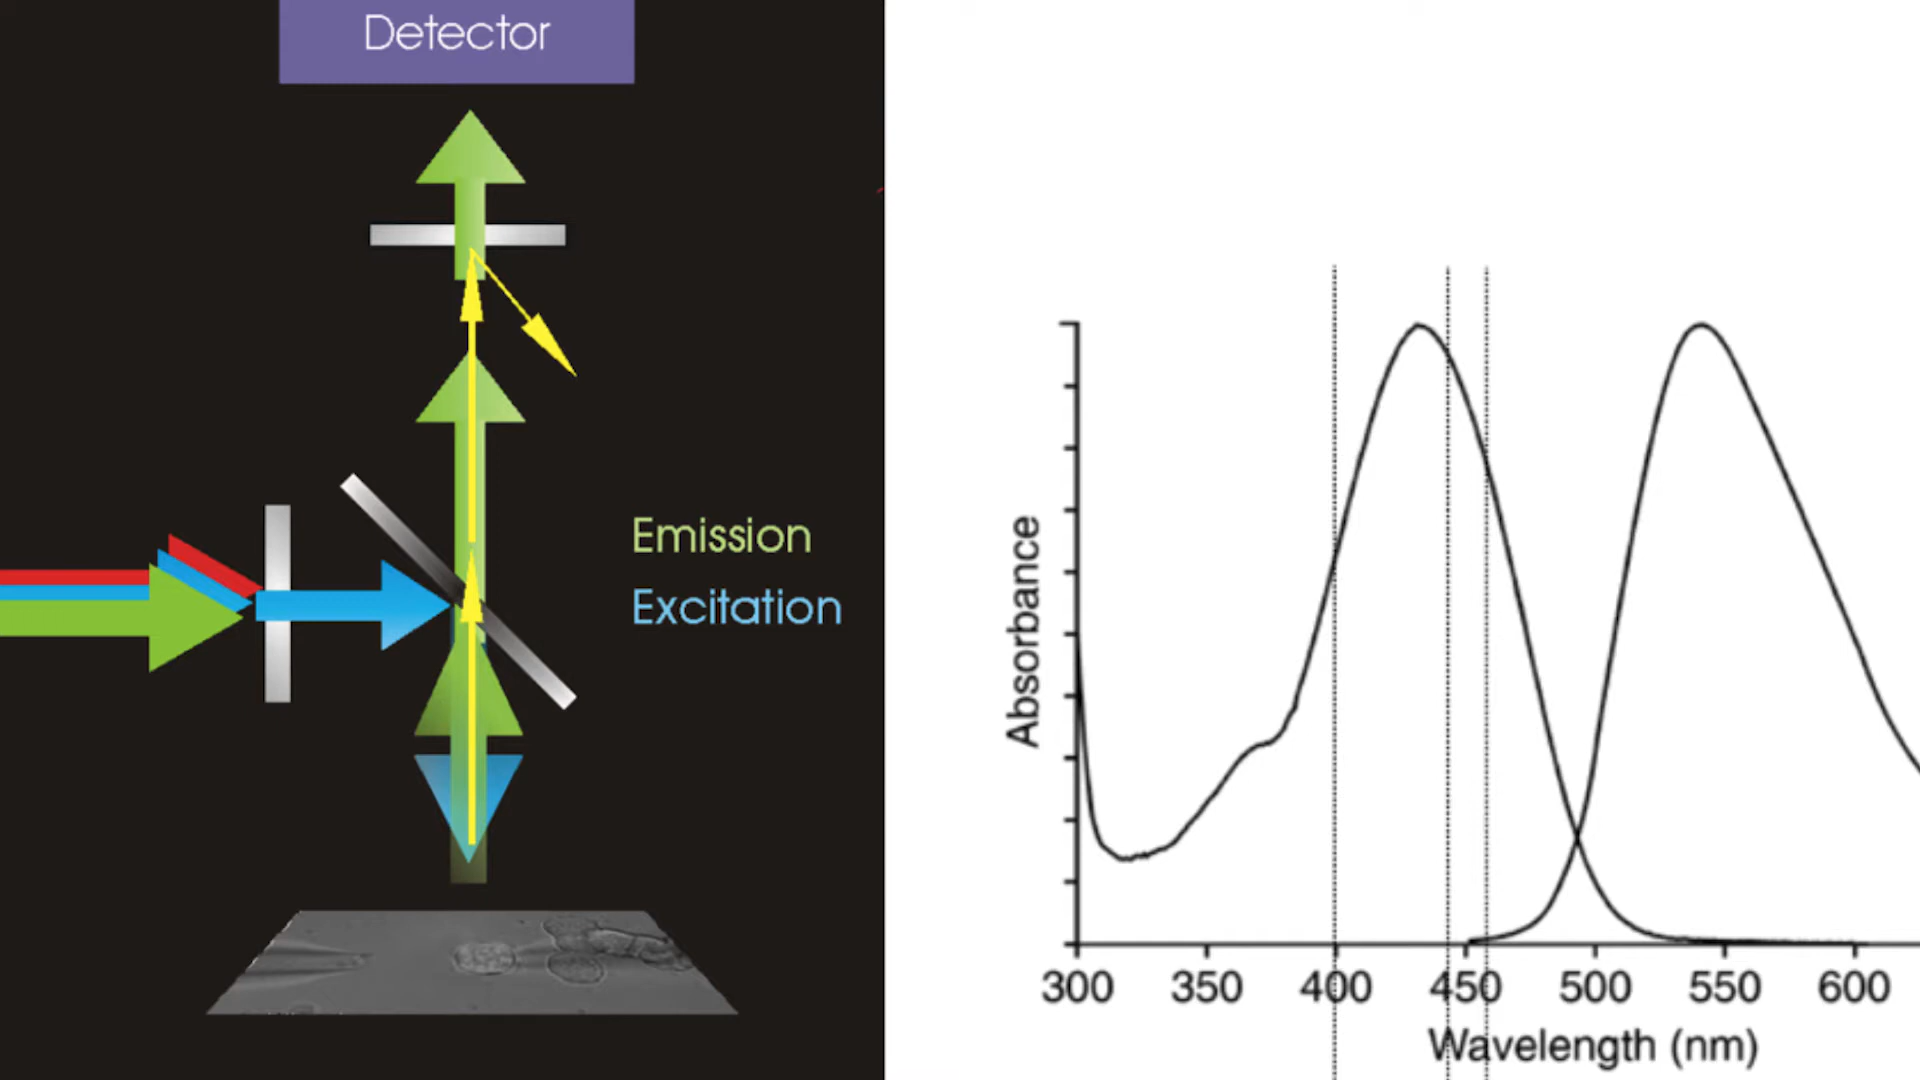 Detector
Emission
Excitation
Absorbance
300 350 400 450 500 550 600
Wavelength (nm)